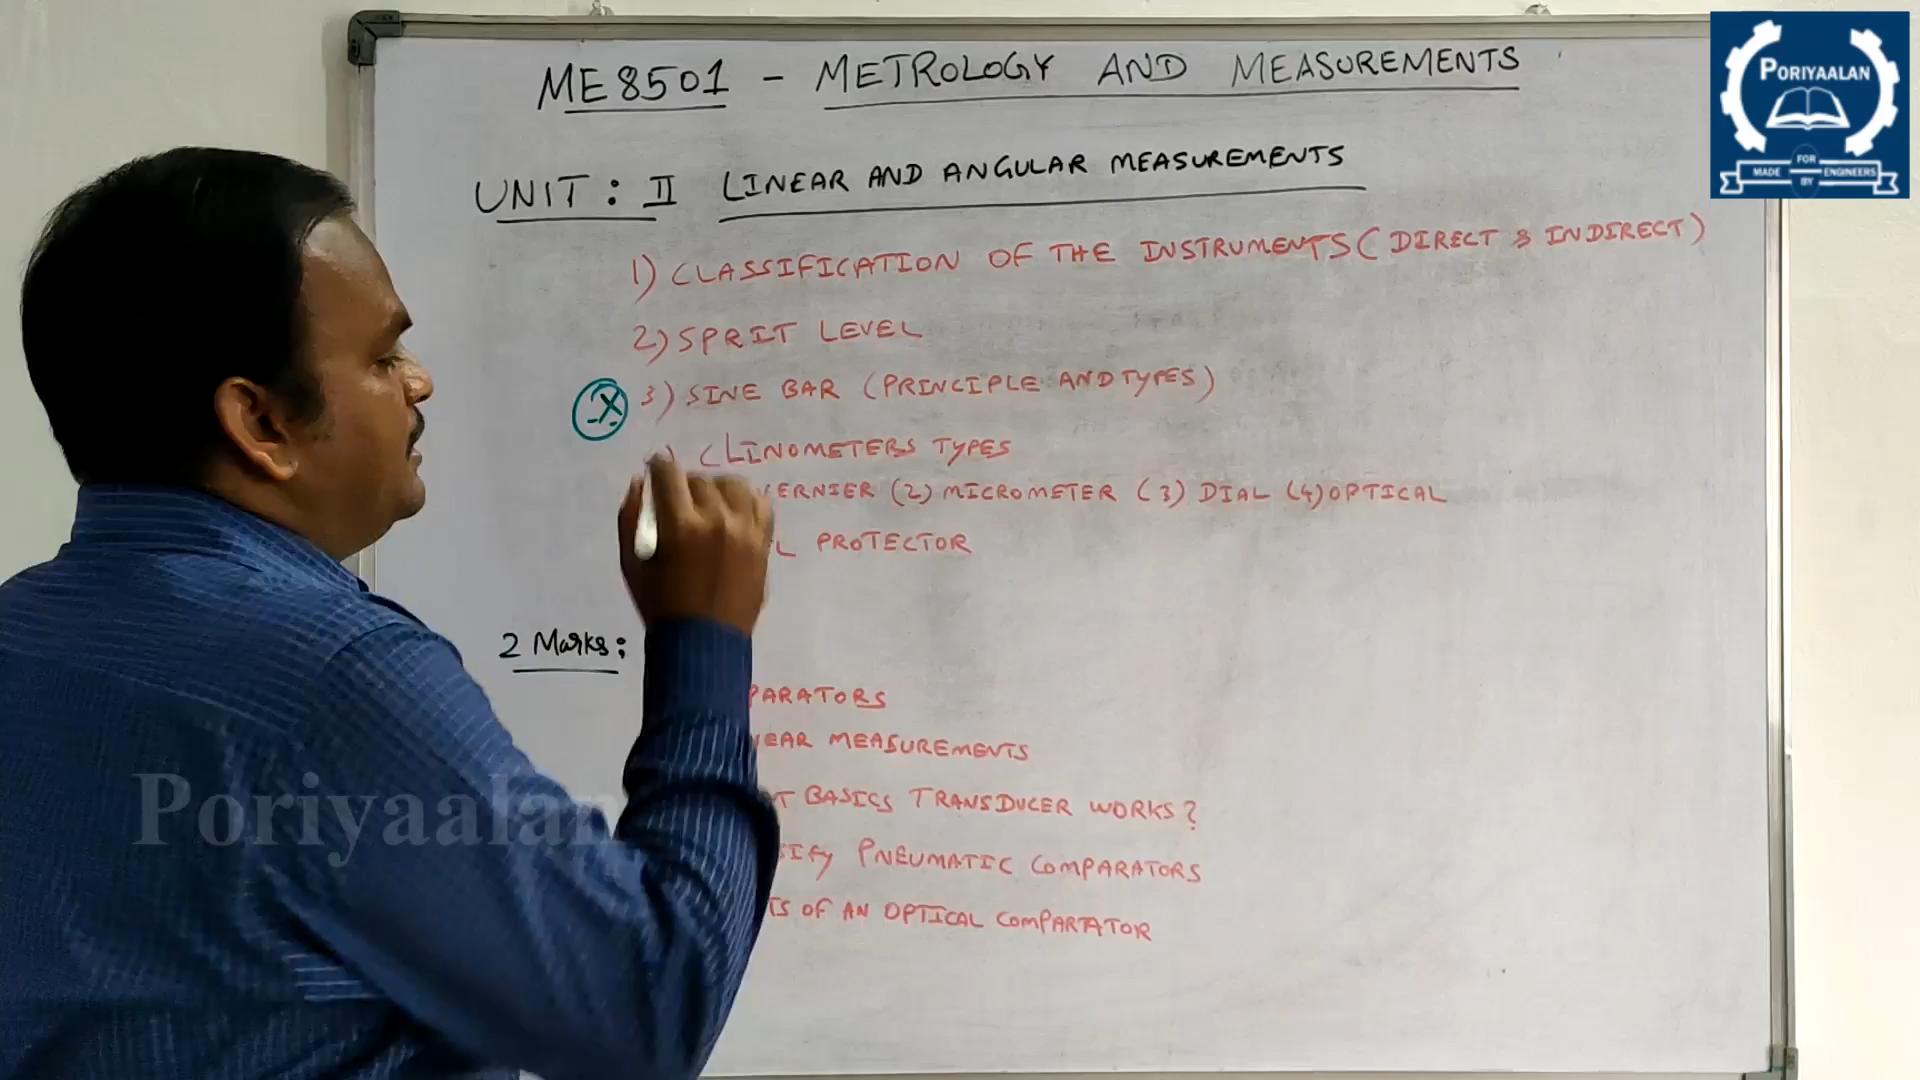 ME8501 - METROLOGY AND MEASUREMENTS
PORIYAALAN
MADE FOR BY ENGINEERS
UNIT: II LINEAR AND ANGULAR MEASUREMENTS
1) CLASSIFICATION OF THE INSTRUMENTS (DIRECT & INDIRECT)
2) SPRIT LEVEL
X 3) SINE BAR (PRINCIPLE AND TYPES)
CLINOMETERS TYPES
VERNIER (2) MICROMETER (3) DIAL (4) OPTICAL
PROTECTOR
2 Marks:
PARATORS
MEASUREMENTS
BASICS TRANSDUCER WORKS?
PNEUMATIC COMPARATORS
OF AN OPTICAL COMPARTATOR
Poriyaalan